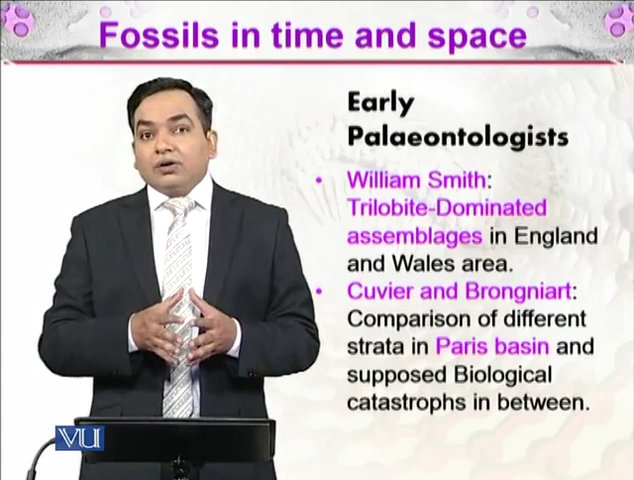 Fossils in time and space
Early
Palaeontologists
• William Smith:
Trilobite-Dominated
assemblages in England
and Wales area.
• Cuvier and Brongniart:
Comparison of different
strata in Paris basin and
supposed Biological
catastrophs in between.
VU